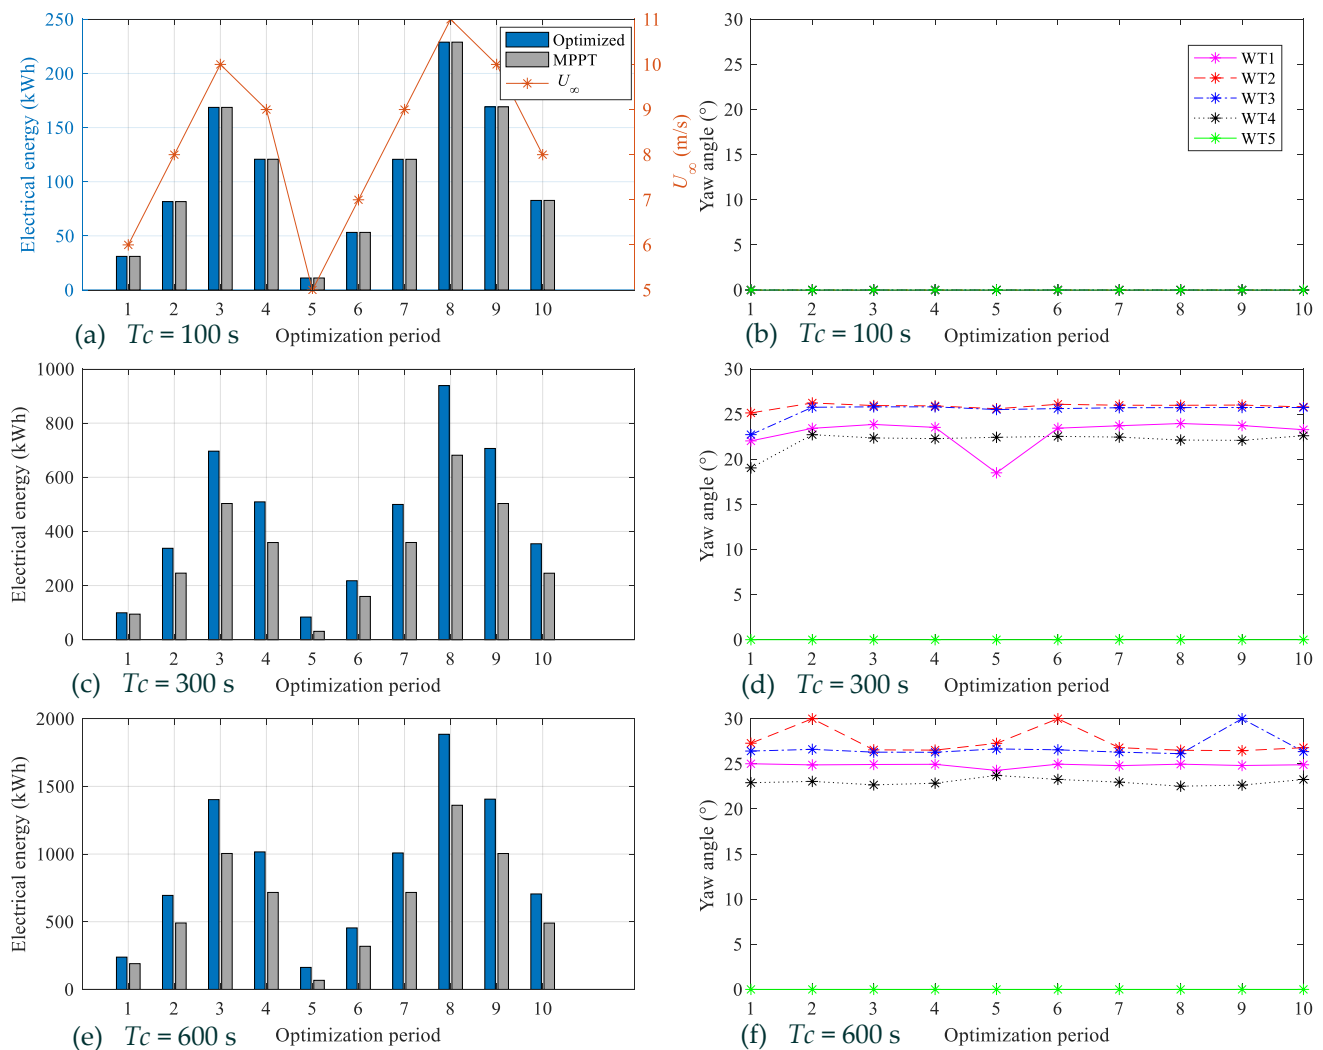 250
200
150
100
50
0
Electrical energy (kWh)
Optimized
MPPT
U∞
11
10
9
8
7
6
5
U∞ (m/s)
1 2 3 4 5 6 7 8 9 10
(a) Tc = 100 s Optimization period
30
25
20
15
10
5
0
Yaw angle (°)
WT1
WT2
WT3
WT4
WT5
1 2 3 4 5 6 7 8 9 10
(b) Tc = 100 s Optimization period
1000
800
600
400
200
0
Electrical energy (kWh)
1 2 3 4 5 6 7 8 9 10
(c) Tc = 300 s Optimization period
30
25
20
15
10
5
0
Yaw angle (°)
1 2 3 4 5 6 7 8 9 10
(d) Tc = 300 s Optimization period
2000
1500
1000
500
0
Electrical energy (kWh)
1 2 3 4 5 6 7 8 9 10
(e) Tc = 600 s Optimization period
30
25
20
15
10
5
0
Yaw angle (°)
1 2 3 4 5 6 7 8 9 10
(f) Tc = 600 s Optimization period